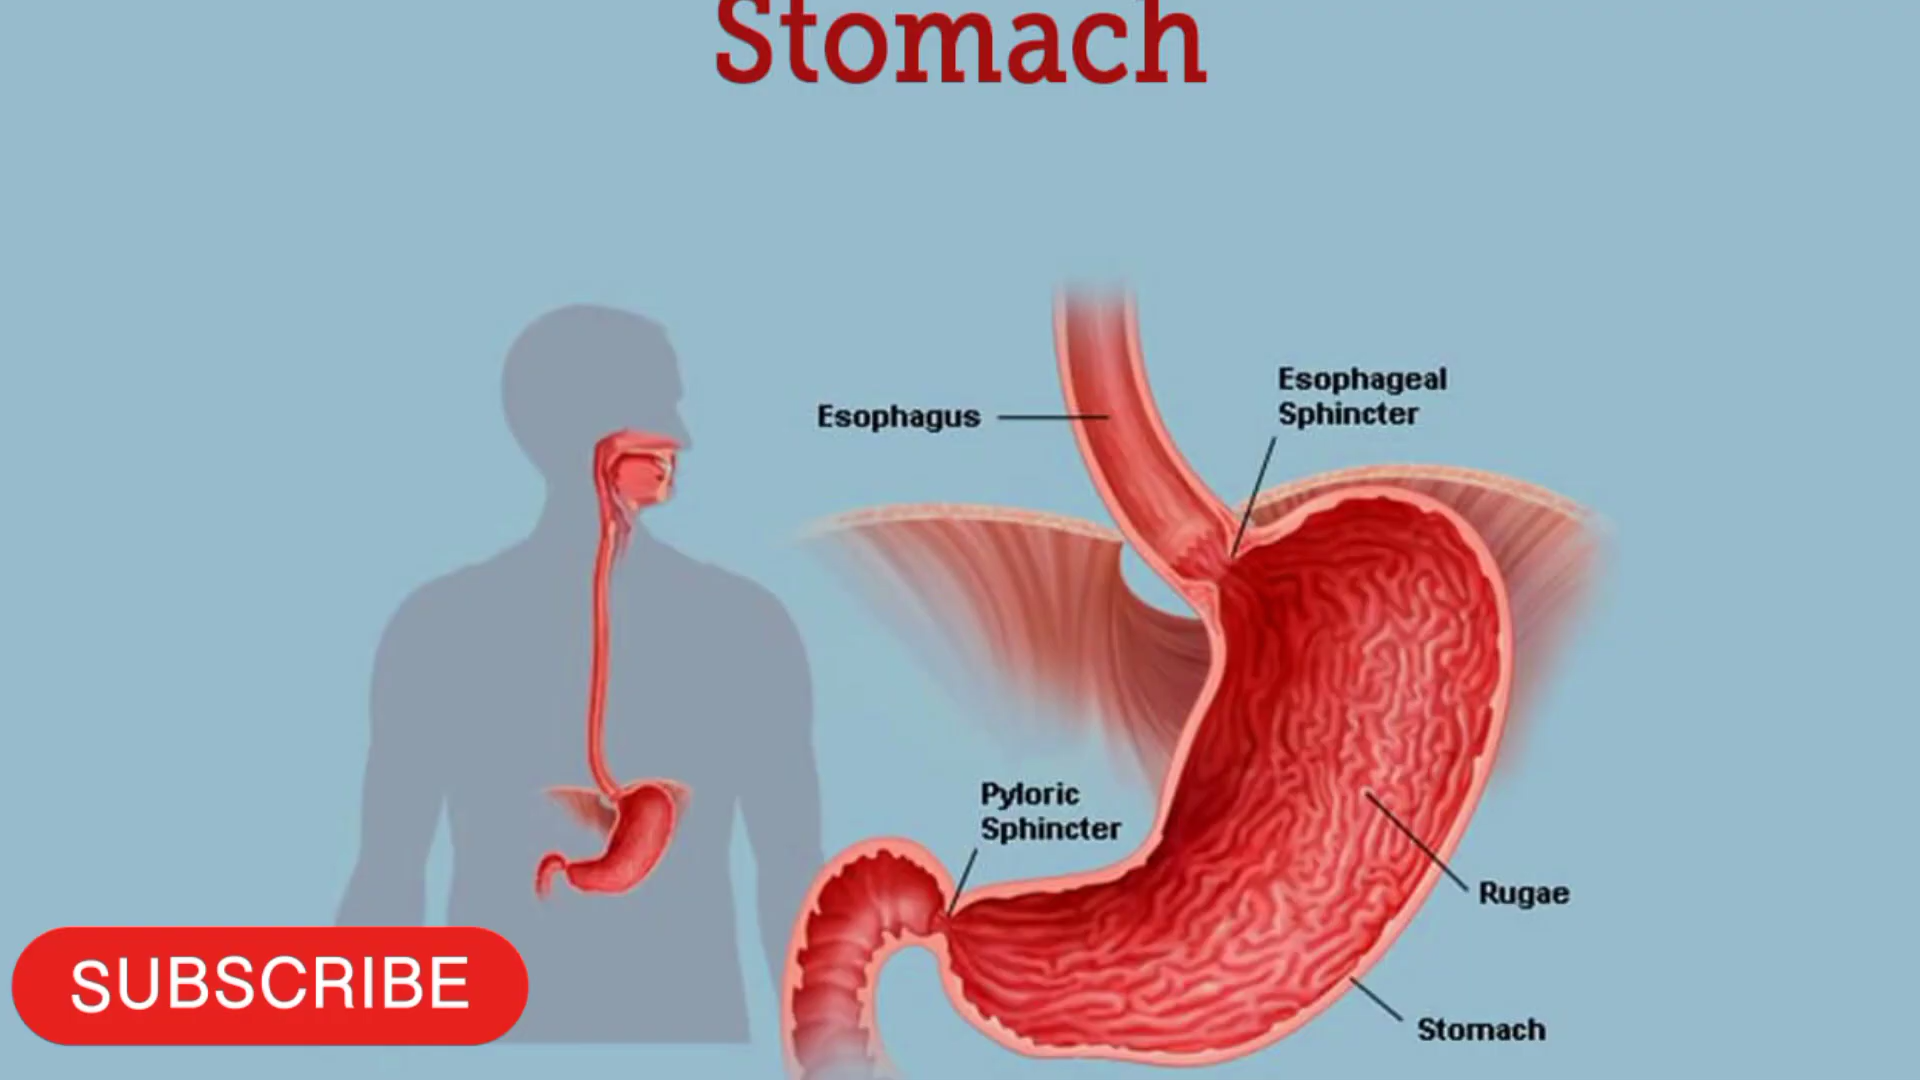 Stomach
Esophageal
Sphincter
Esophagus
Pyloric
Sphincter
Rugae
Stomach
SUBSCRIBE